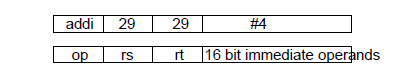 addi 29 29 #4
op rs rt 16 bit immediate operands